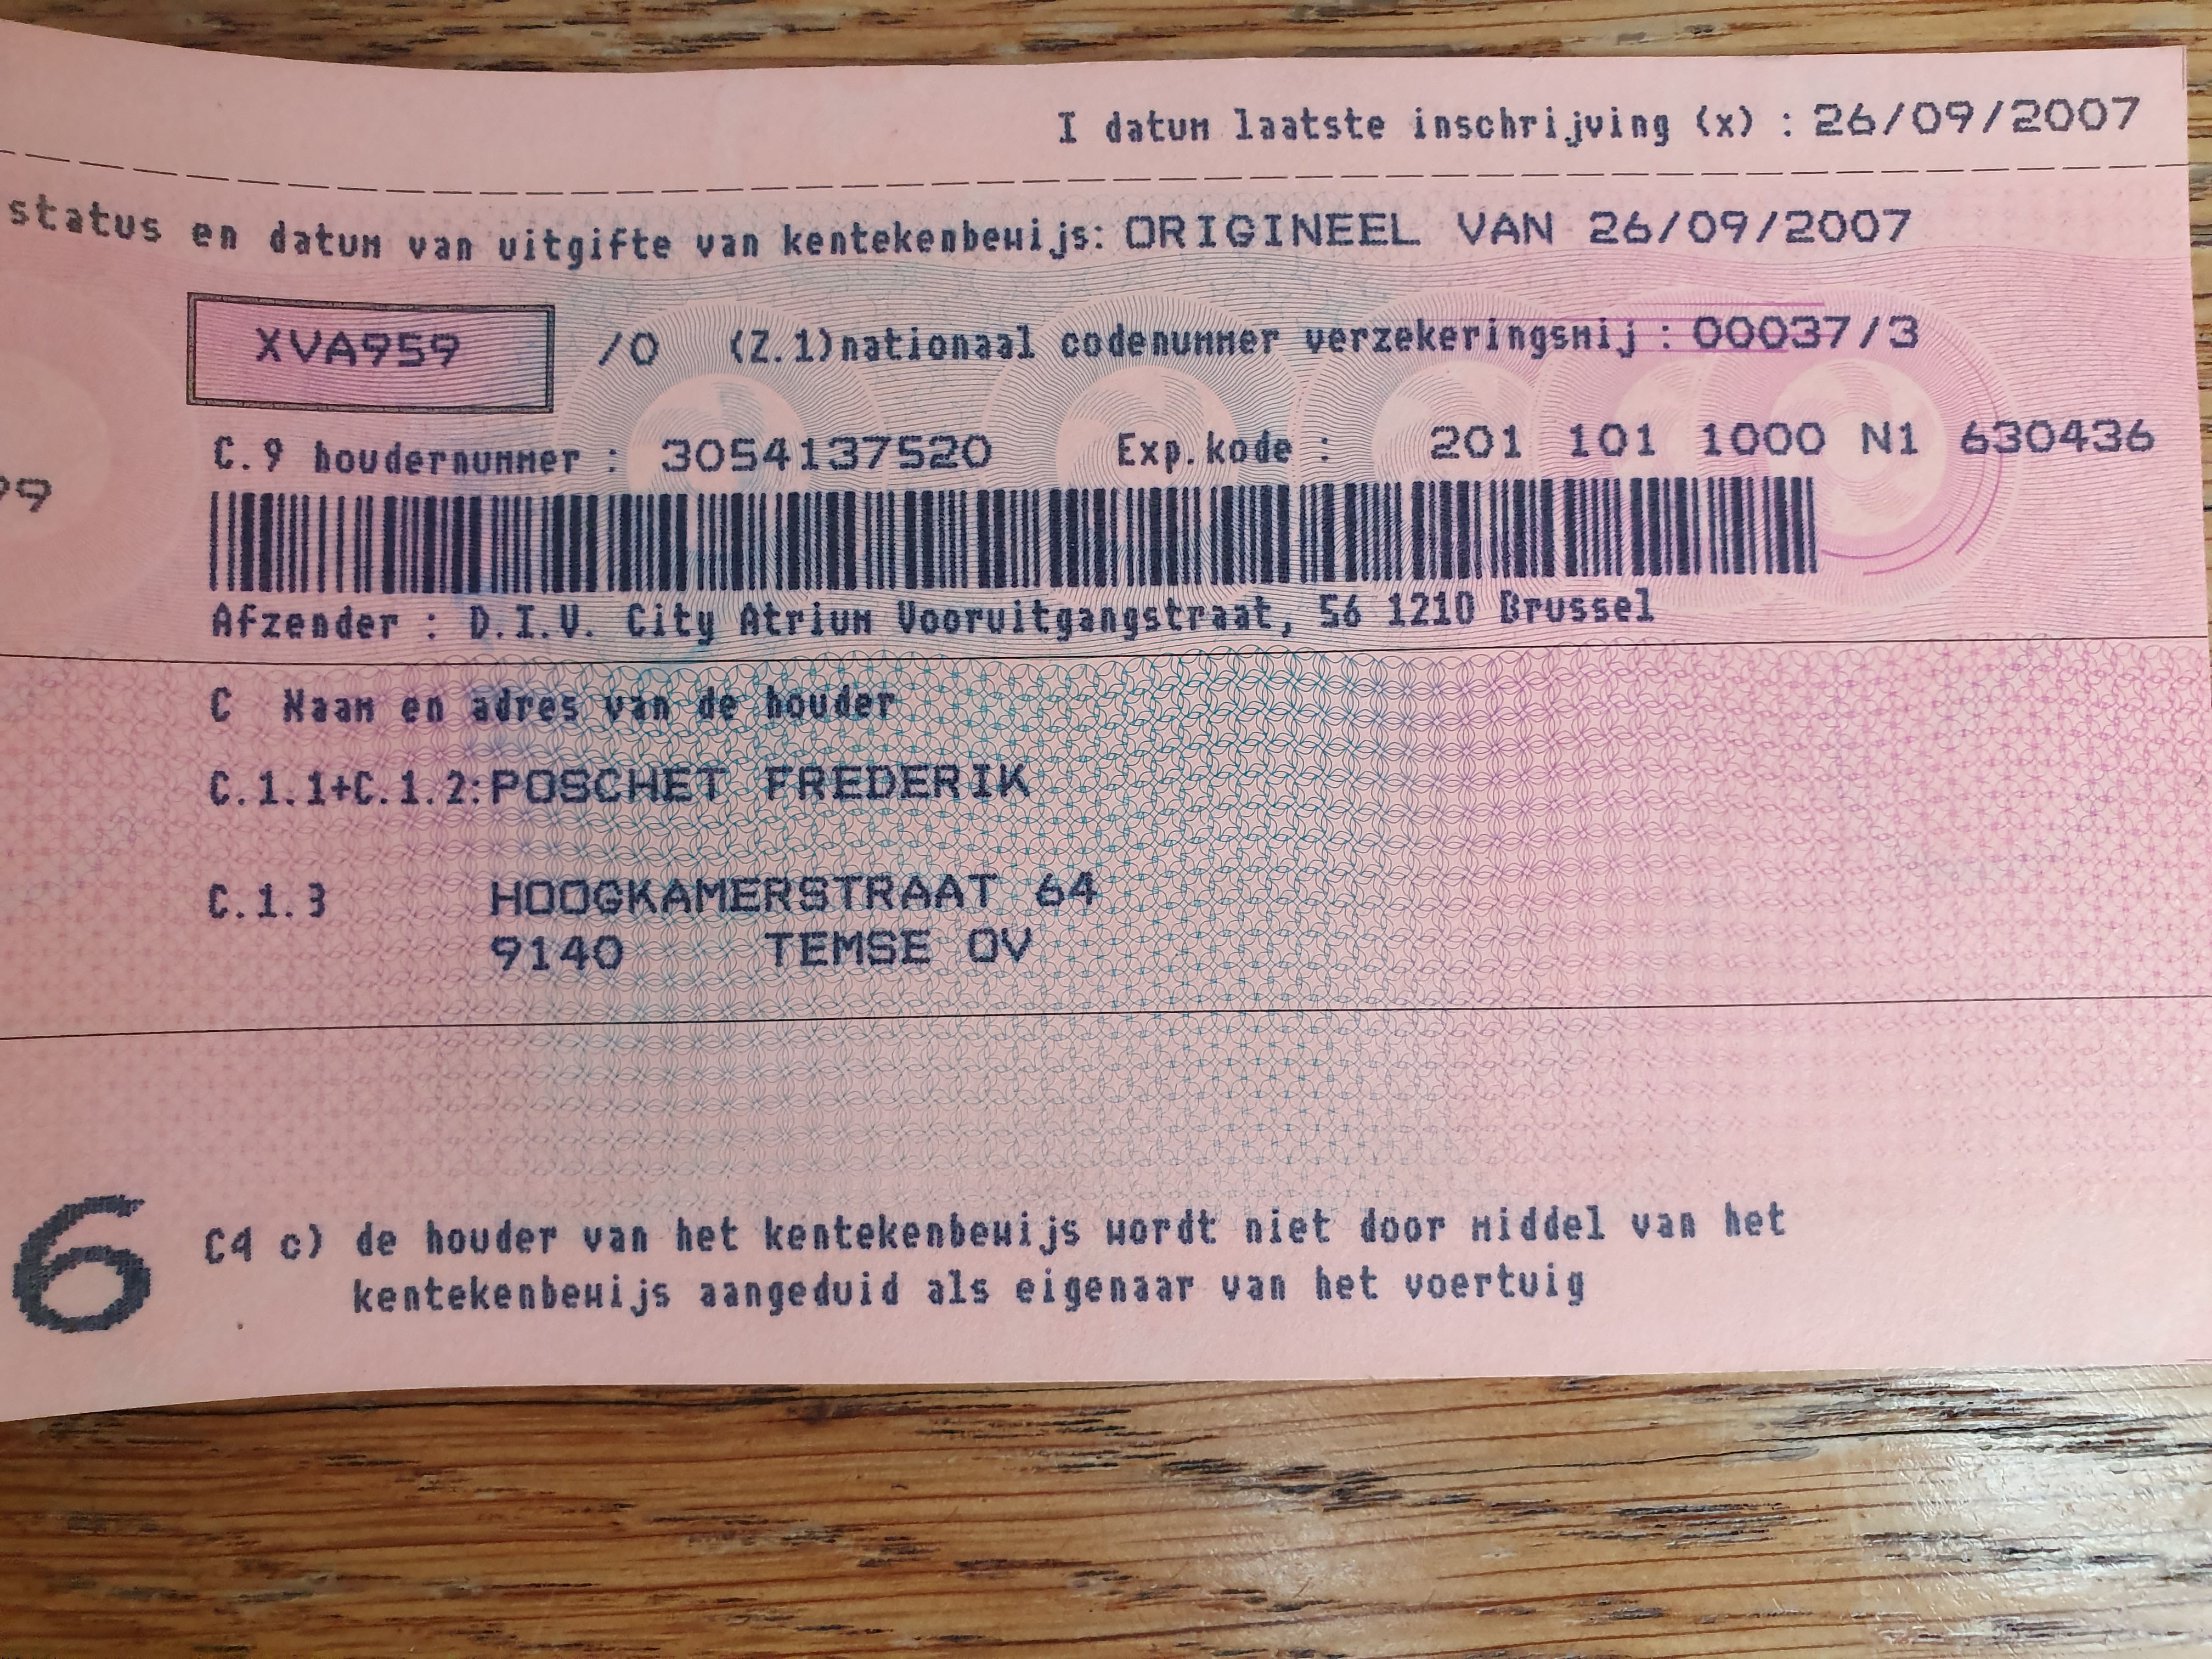 I datum laatste inschrijving (x) : 26/09/2007
status en datum van uitgifte van kentekenbewijs: ORIGINEEL VAN 26/09/2007
XVA959 /0 (Z.1)nationaal codenummer verzekeringsmij : 00037/3
C.9 houdernummer : 3054137520 Exp.kode : 201 101 1000 N1 630436
Afzender : D.I.V. City Atrium Vooruitgangstraat, 56 1210 Brussel
C Naam en adres van de houder
C.1.1+C.1.2:POSCHET FREDERIK
C.1.3 HOOGKAMERSTRAAT 64
9140 TEMSE OV
6 C4 c) de houder van het kentekenbewijs wordt niet door middel van het
kentekenbewijs aangeduid als eigenaar van het voertuig